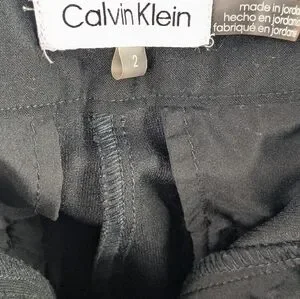 Calvin Klein
2
made in jordan
hecho en jordan
fabriqué en jordan